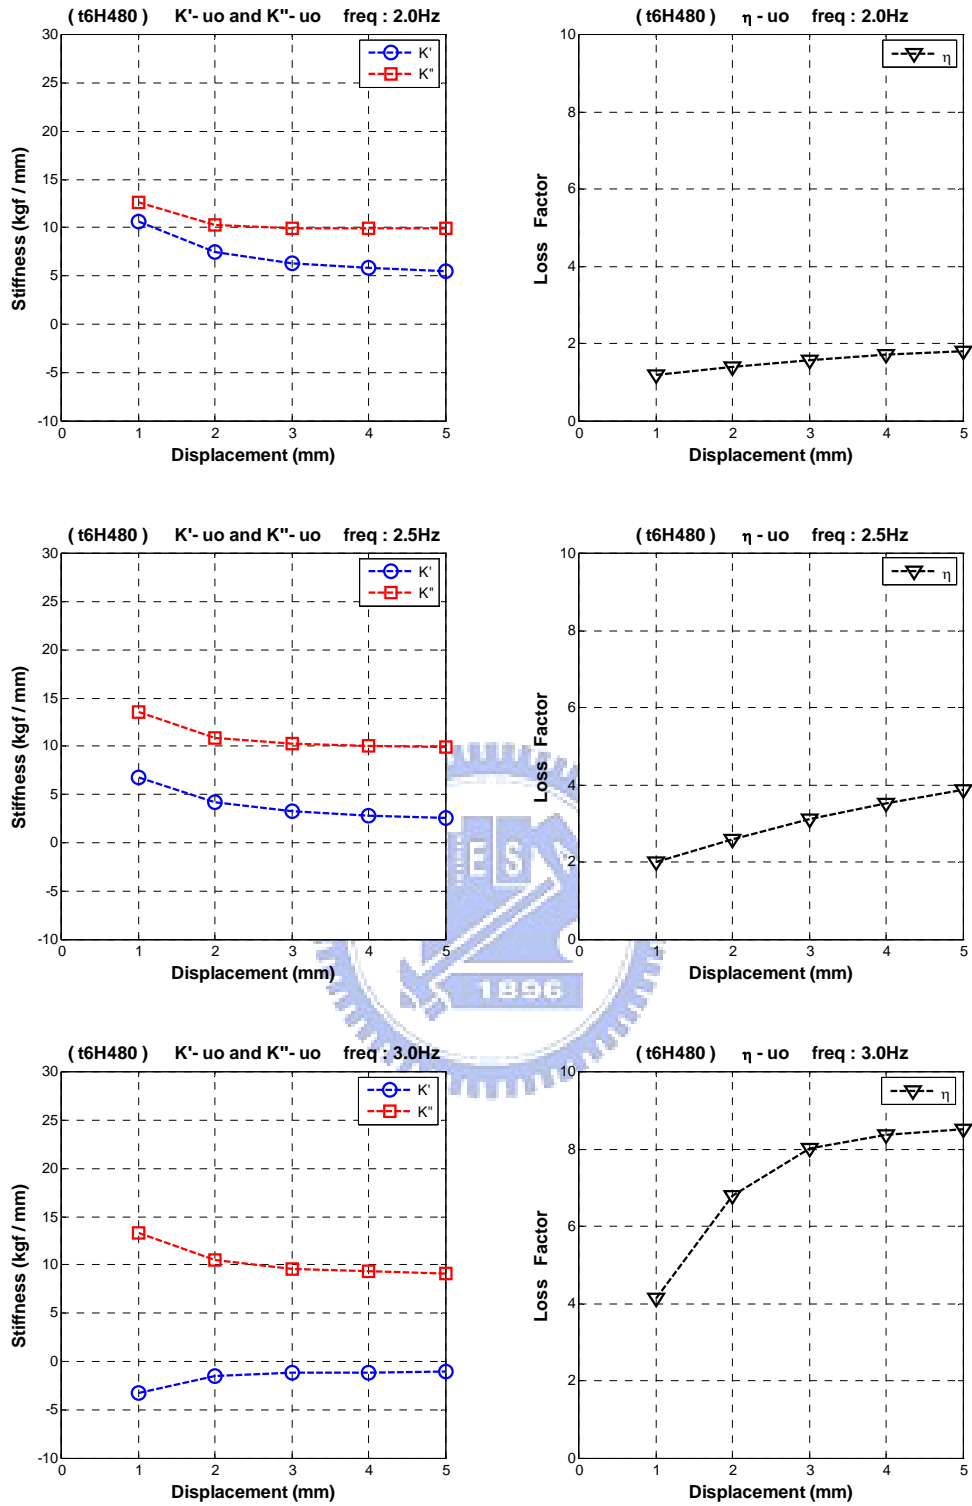 ( t6H480 ) K'- uo and K''- uo freq : 2.0Hz
30
25
20
15
10
5
0
-5
-10
Stiffness (kgf / mm)
K'
K''
0 1 2 3 4 5
Displacement (mm)
(t6H480 ) η - uo freq : 2.0Hz
10
8
6
4
2
0
Loss Factor
η
0 1 2 3 4 5
Displacement (mm)
( t6H480 ) K'- uo and K''- uo freq : 2.5Hz
30
25
20
15
10
5
0
-5
-10
Stiffness (kgf / mm)
K'
K''
0 1 2 3 4 5
Displacement (mm)
(t6H480 ) η - uo freq : 2.5Hz
10
8
6
4
2
0
Loss Factor
η
0 1 2 3 4 5
Displacement (mm)
E S
1896
( t6H480 ) K'- uo and K''- uo freq : 3.0Hz
30
25
20
15
10
5
0
-5
-10
Stiffness (kgf / mm)
K'
K''
0 1 2 3 4 5
Displacement (mm)
(t6H480 ) η - uo freq : 3.0Hz
10
8
6
4
2
0
Loss Factor
η
0 1 2 3 4 5
Displacement (mm)